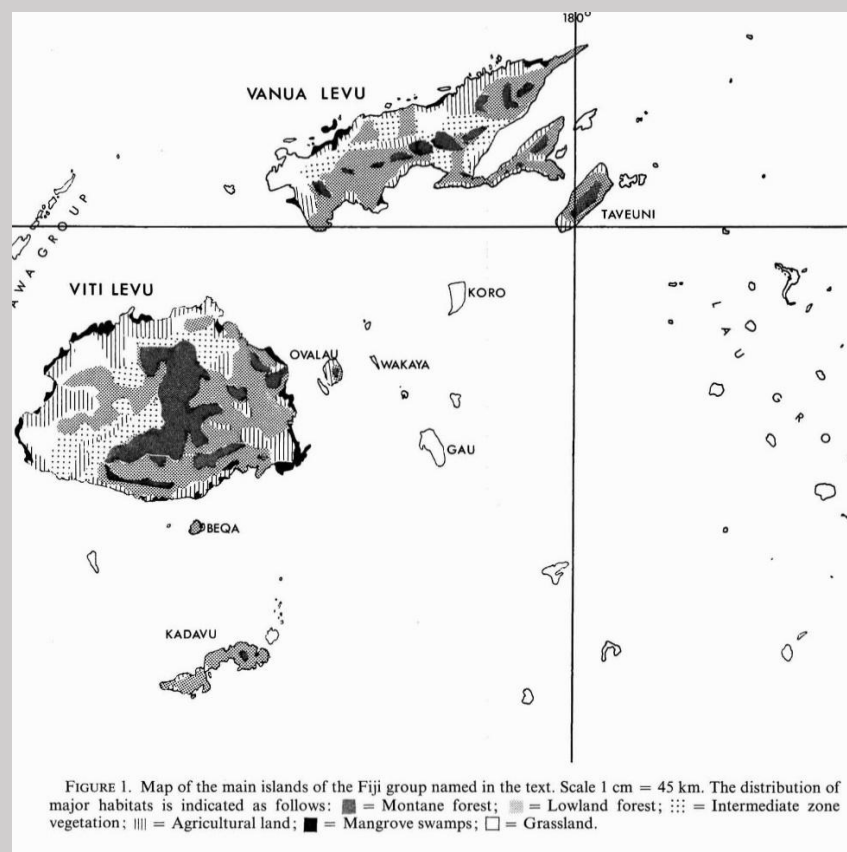 180°
VANUA LEVU
TAVEUNI
AWA GROUP
VITI LEVU
KORO
LAU GRO
OVALAU
WAKAYA
GAU
BEQA
KADAVU
FIGURE 1. Map of the main islands of the Fiji group named in the text. Scale 1 cm = 45 km. The distribution of
major habitats is indicated as follows: = Montane forest; = Lowland forest; = Intermediate zone
vegetation; = Agricultural land; = Mangrove swamps; = Grassland.